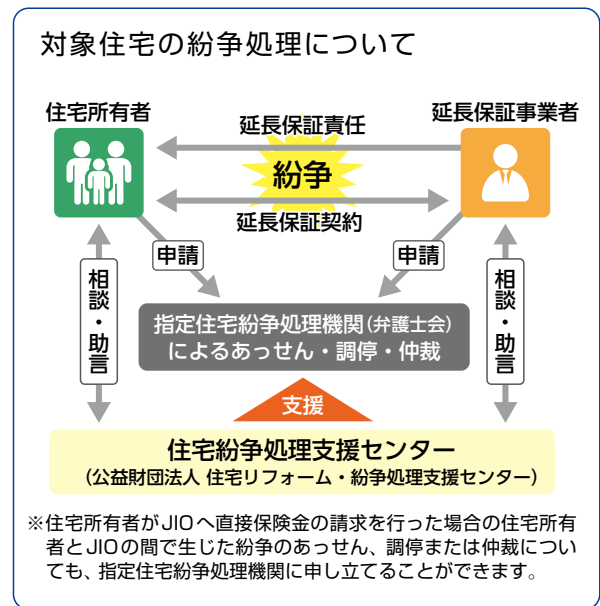 対象住宅の紛争処理について
住宅所有者
延長保証責任
延長保証事業者
紛争
延長保証契約
申請
申請
相談・助言
相談・助言
指定住宅紛争処理機関(弁護士会)
によるあっせん・調停・仲裁
支援
住宅紛争処理支援センター
(公益財団法人 住宅リフォーム・紛争処理支援センター)
※住宅所有者がJIOへ直接保険金の請求を行った場合の住宅所有
者とJIOの間で生じた紛争のあっせん、調停または仲裁につい
ても、指定住宅紛争処理機関に申し立てることができます。